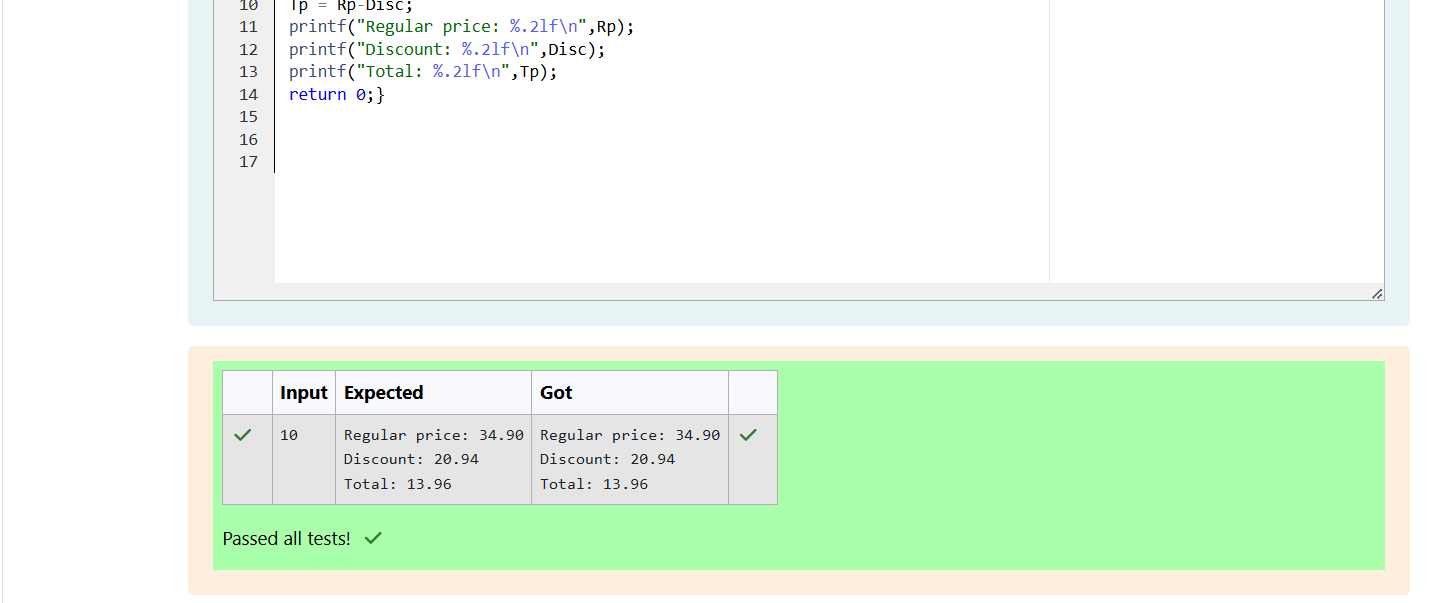 10 Tp = Rp-Disc;
11 printf("Regular price: %.2lf\n",Rp);
12 printf("Discount: %.2lf\n",Disc);
13 printf("Total: %.2lf\n",Tp);
14 return 0;}
15
16
17
Input Expected Got
10 Regular price: 34.90 Regular price: 34.90
Discount: 20.94 Discount: 20.94
Total: 13.96 Total: 13.96
Passed all tests!